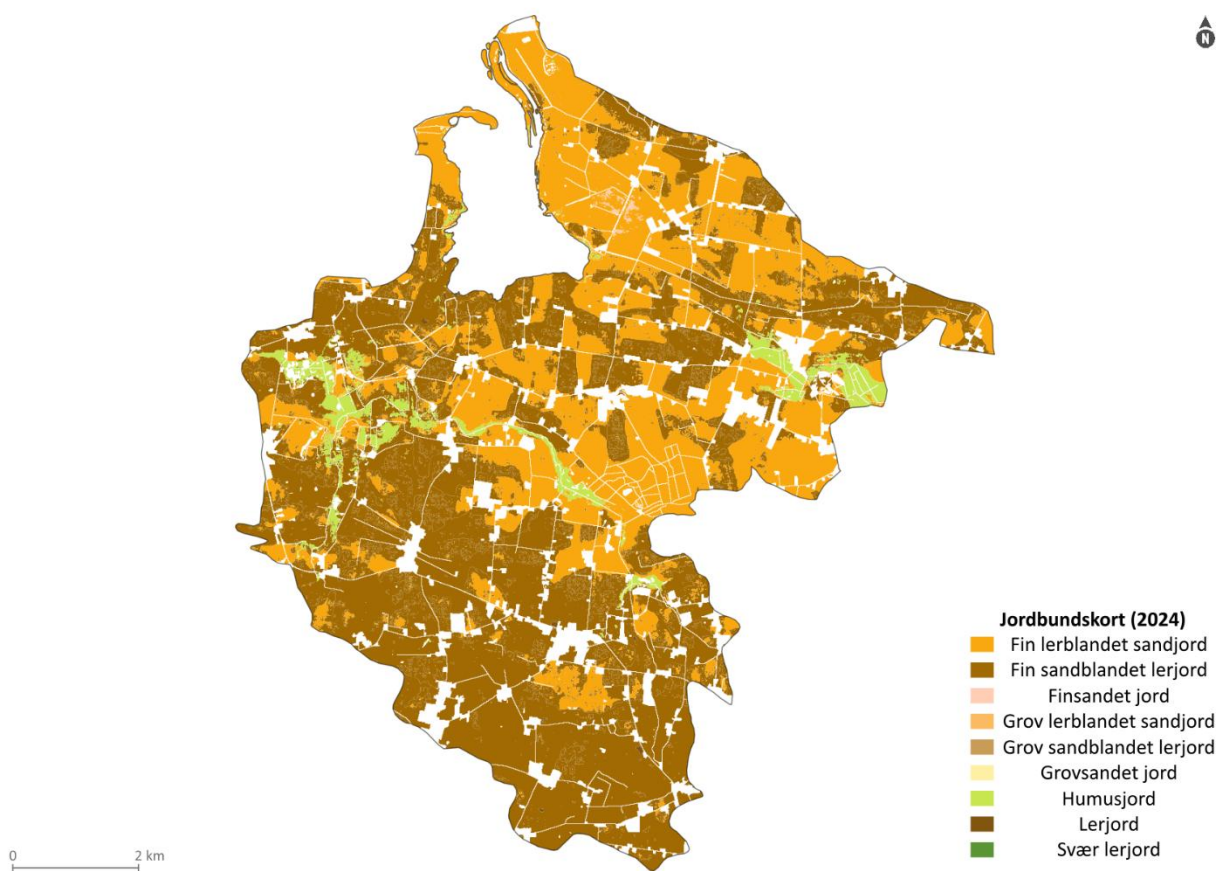 N
Jordbundskort (2024)
Fin lerblandet sandjord
Fin sandblandet lerjord
Finsandet jord
Grov lerblandet sandjord
Grov sandblandet lerjord
Grovsandet jord
Humusjord
Lerjord
Svær lerjord
0 2 km